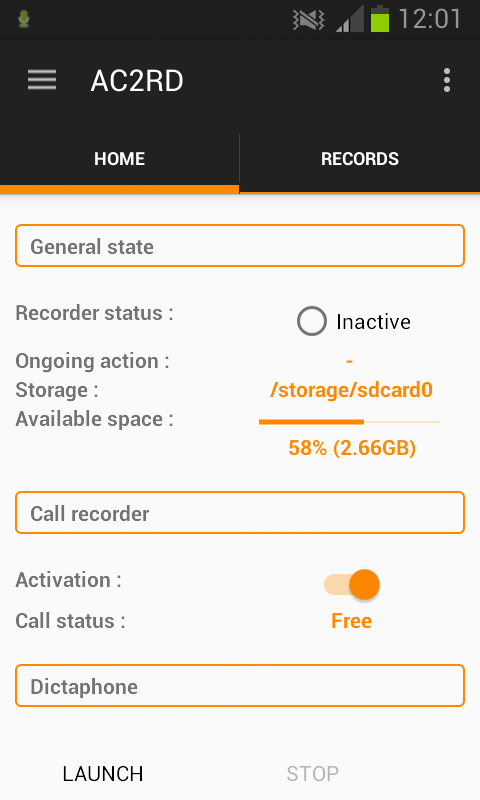 12:01
AC2RD
HOME RECORDS
General state
Recorder status : Inactive
Ongoing action : -
Storage : /storage/sdcard0
Available space :
58% (2.66GB)
Call recorder
Activation :
Call status : Free
Dictaphone
LAUNCH STOP